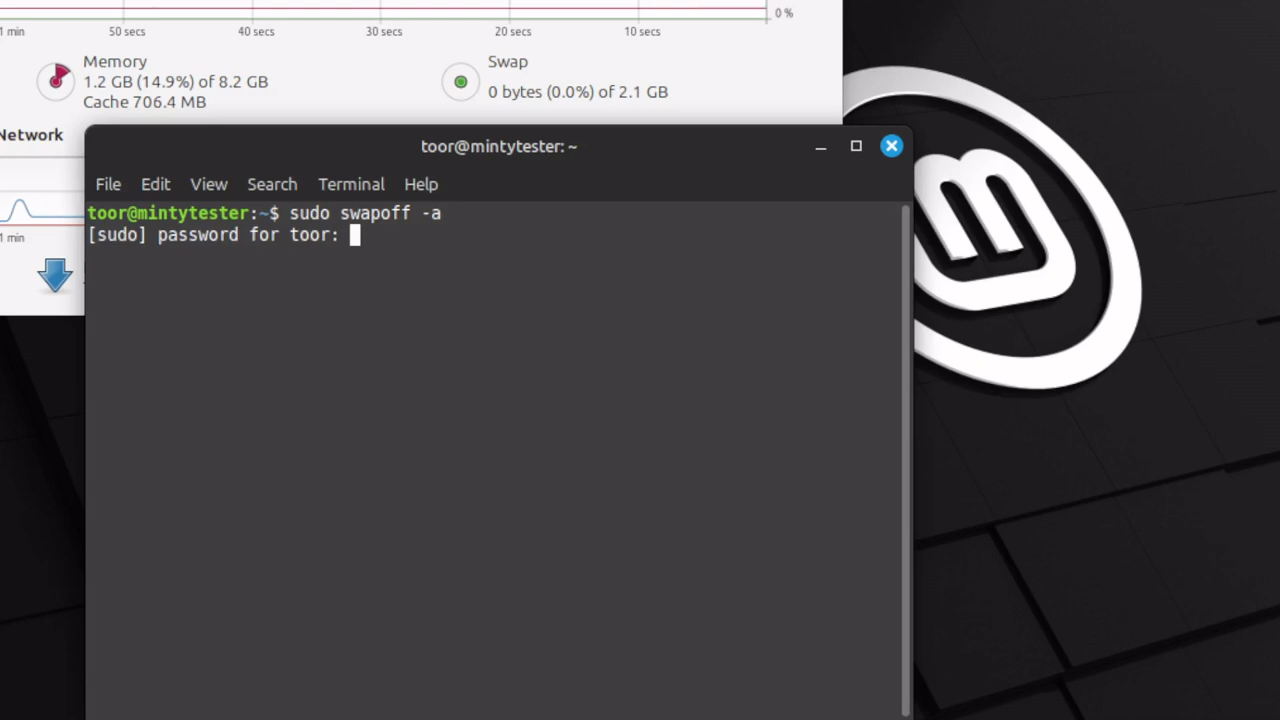 0 %
1 min 50 secs 40 secs 30 secs 20 secs 10 secs
Memory
1.2 GB (14.9%) of 8.2 GB
Cache 706.4 MB
Swap
0 bytes (0.0%) of 2.1 GB
Network
1 min
toor@mintytester: ~
File Edit View Search Terminal Help
toor@mintytester:~$ sudo swapoff -a
[sudo] password for toor: